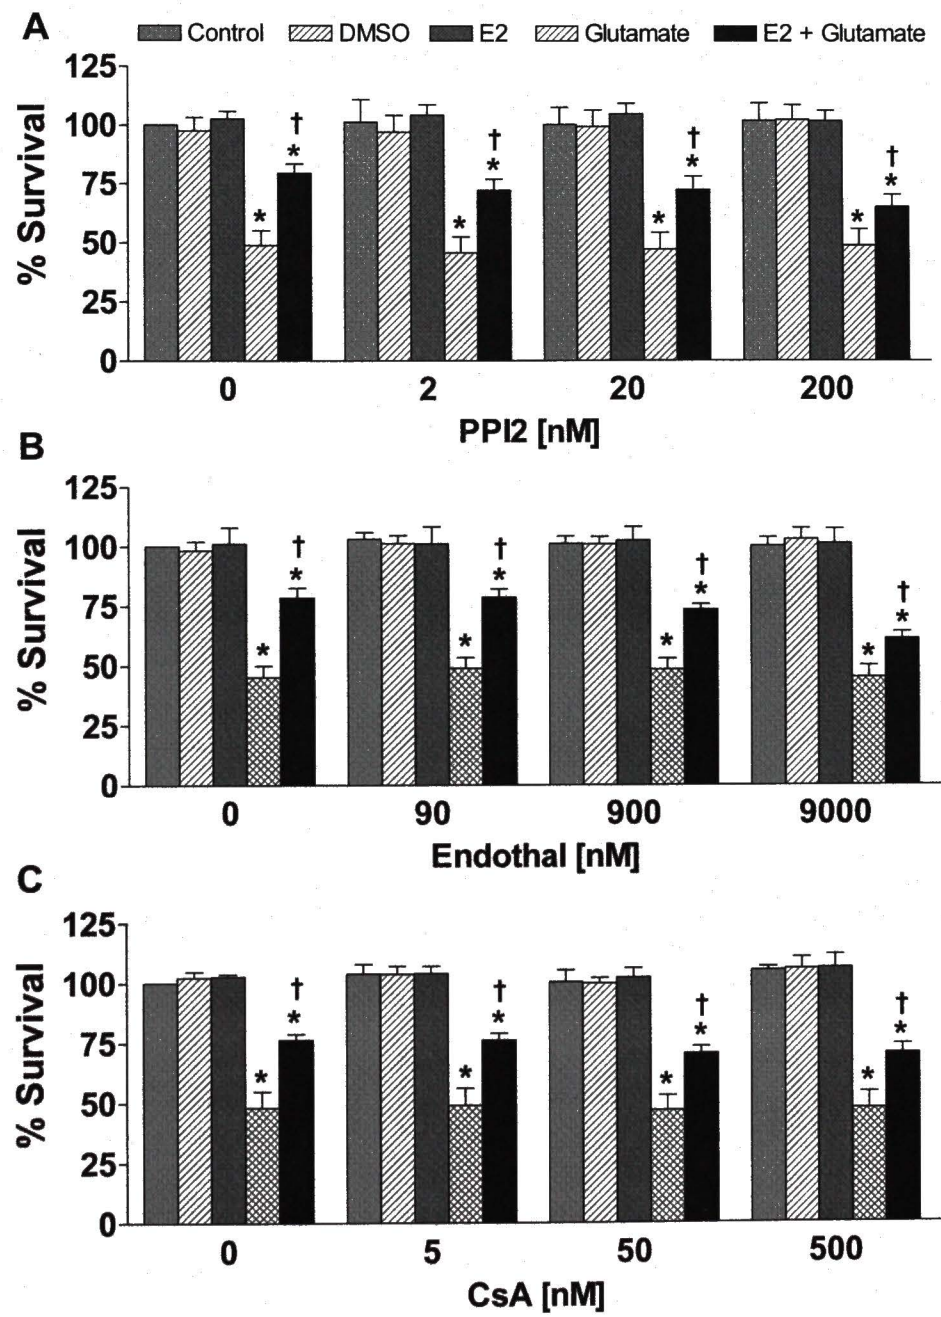 A
Control DMSO E2 Glutamate E2 + Glutamate
125
100
75
50
25
0
% Survival
† * * † * * † * * † * *
0 2 20 200
PPI2 [nM]
B
125
100
75
50
25
0
% Survival
† * * † * * † * * † * *
0 90 900 9000
Endothal [nM]
C
125
100
75
50
25
0
% Survival
† * * † * * † * * † * *
0 5 50 500
CsA [nM]